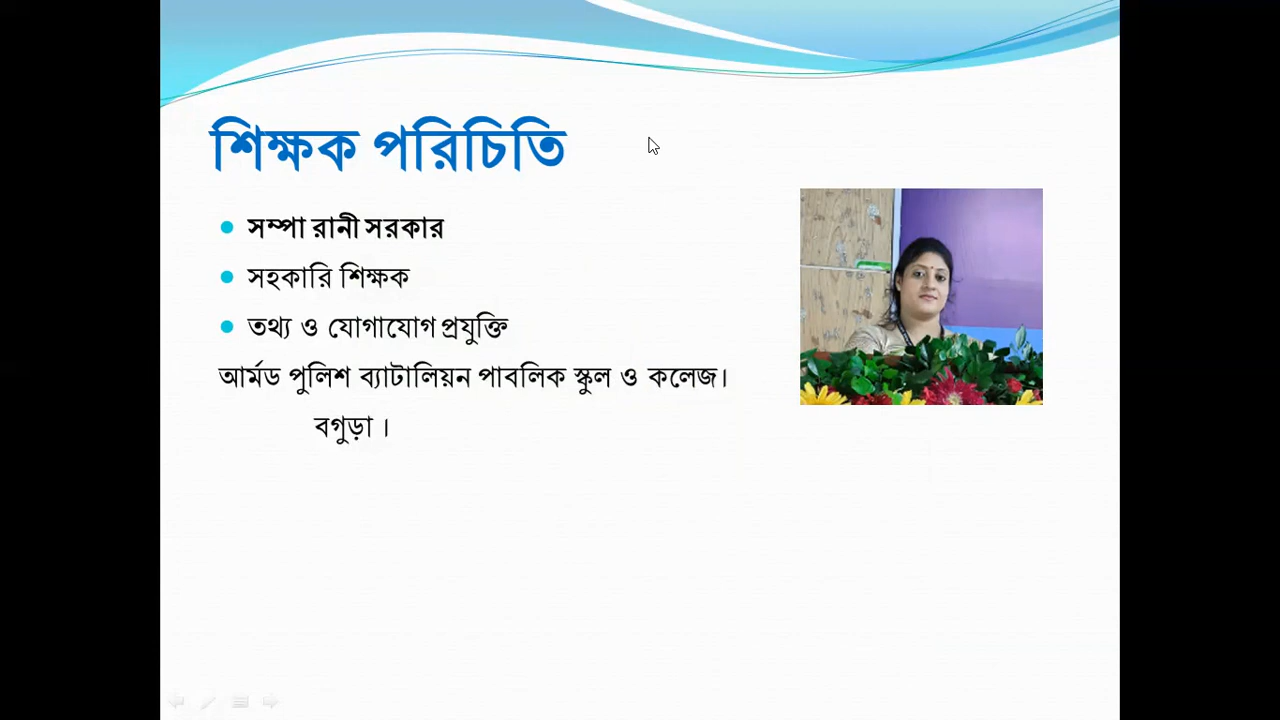 শিক্ষক পরিচিতি
সম্পা রানী সরকার
সহকারি শিক্ষক
তথ্য ও যোগাযোগ প্রযুক্তি
আর্মড পুলিশ ব্যাটালিয়ন পাবলিক স্কুল ও কলেজ।
বগুড়া ।